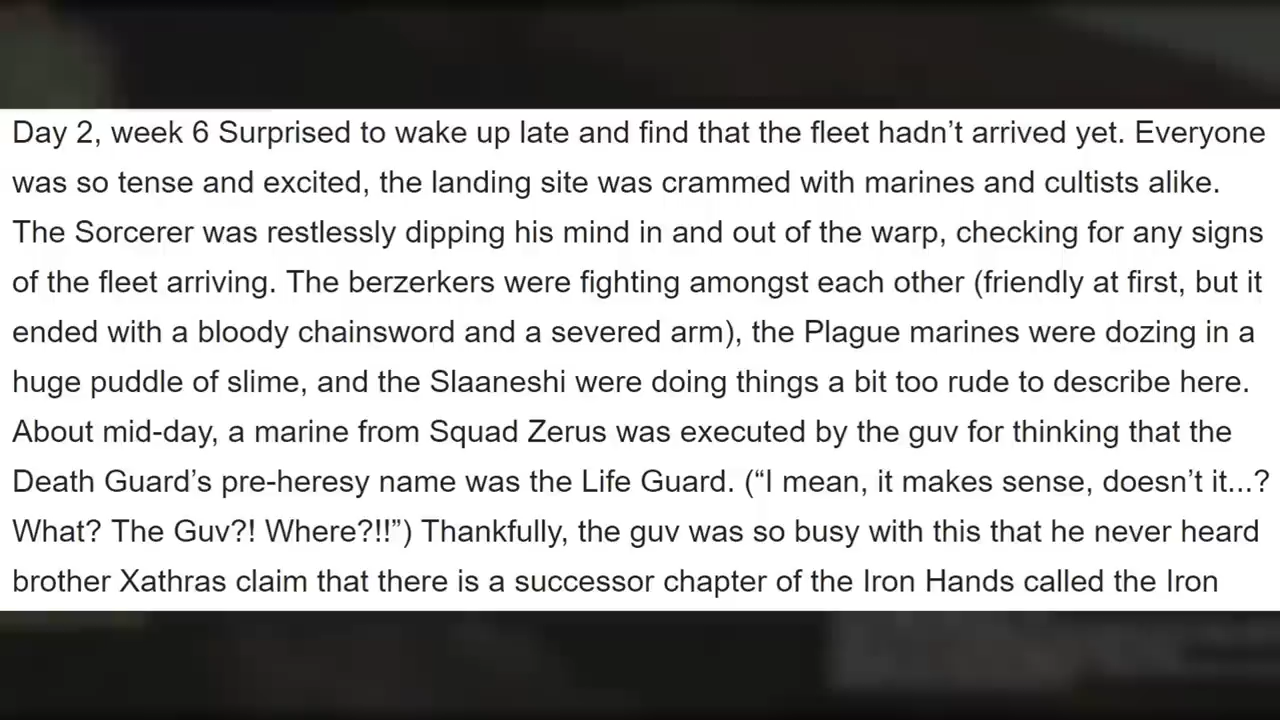 Day 2, week 6 Surprised to wake up late and find that the fleet hadn’t arrived yet. Everyone
was so tense and excited, the landing site was crammed with marines and cultists alike.
The Sorcerer was restlessly dipping his mind in and out of the warp, checking for any signs
of the fleet arriving. The berzerkers were fighting amongst each other (friendly at first, but it
ended with a bloody chainsword and a severed arm), the Plague marines were dozing in a
huge puddle of slime, and the Slaaneshi were doing things a bit too rude to describe here.
About mid-day, a marine from Squad Zerus was executed by the guv for thinking that the
Death Guard’s pre-heresy name was the Life Guard. (“I mean, it makes sense, doesn’t it...?
What? The Guv?! Where?!!”) Thankfully, the guv was so busy with this that he never heard
brother Xathras claim that there is a successor chapter of the Iron Hands called the Iron